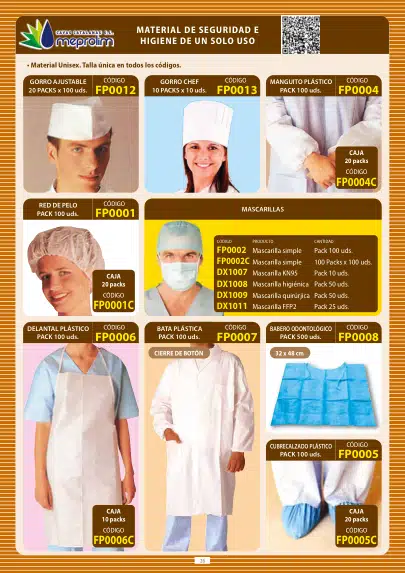 CAYAS CATALANAS S.L.
meprolim
MATERIAL DE SEGURIDAD E
HIGIENE DE UN SOLO USO
• Material Unisex. Talla única en todos los códigos.
GORRO AJUSTABLE
20 PACKS x 100 uds.
CÓDIGO
FP0012
GORRO CHEF
10 PACKS x 10 uds.
CÓDIGO
FP0013
MANGUITO PLÁSTICO
PACK 100 uds.
CÓDIGO
FP0004
CAJA
20 packs
CÓDIGO
FP0004C
RED DE PELO
PACK 100 uds.
CÓDIGO
FP0001
CAJA
20 packs
CÓDIGO
FP0001C
MASCARILLAS
CÓDIGO PRODUCTO CANTIDAD
FP0002 Mascarilla simple Pack 100 uds.
FP0002C Mascarilla simple 100 Packs x 100 uds.
DX1007 Mascarilla KN95 Pack 10 uds.
DX1008 Mascarilla higiénica Pack 50 uds.
DX1009 Mascarilla quirúrjica Pack 50 uds.
DX1011 Mascarilla FFP2 Pack 25 uds.
DELANTAL PLÁSTICO
PACK 100 uds.
CÓDIGO
FP0006
CAJA
10 packs
CÓDIGO
FP0006C
BATA PLÁSTICA
PACK 100 uds.
CÓDIGO
FP0007
CIERRE DE BOTÓN
BABERO ODONTOLÓGICO
PACK 500 uds.
CÓDIGO
FP0008
32 x 48 cm
CUBRECALZADO PLÁSTICO
PACK 100 uds.
CÓDIGO
FP0005
CAJA
20 packs
CÓDIGO
FP0005C